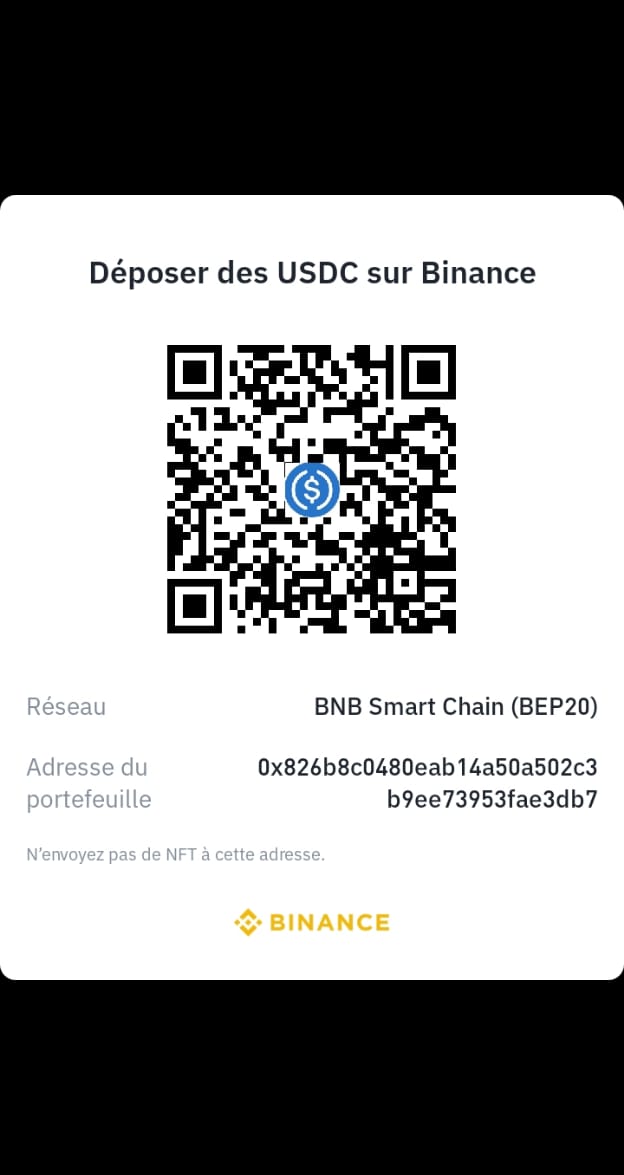 Déposer des USDC sur Binance
Réseau
BNB Smart Chain (BEP20)
Adresse du
portefeuille
0x826b8c0480eab14a50a502c3
b9ee73953fae3db7
N’envoyez pas de NFT à cette adresse.
BINANCE